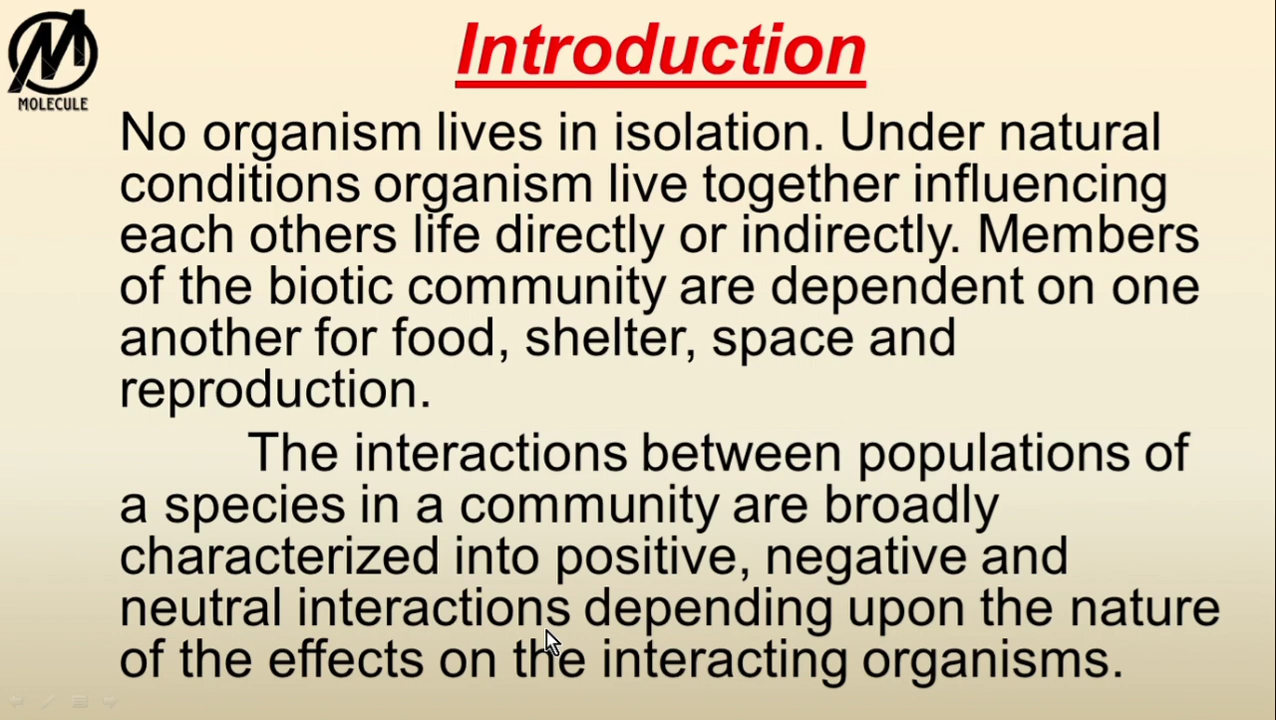 MOLECULE
Introduction
No organism lives in isolation. Under natural
conditions organism live together influencing
each others life directly or indirectly. Members
of the biotic community are dependent on one
another for food, shelter, space and
reproduction.
The interactions between populations of
a species in a community are broadly
characterized into positive, negative and
neutral interactions depending upon the nature
of the effects on the interacting organisms.